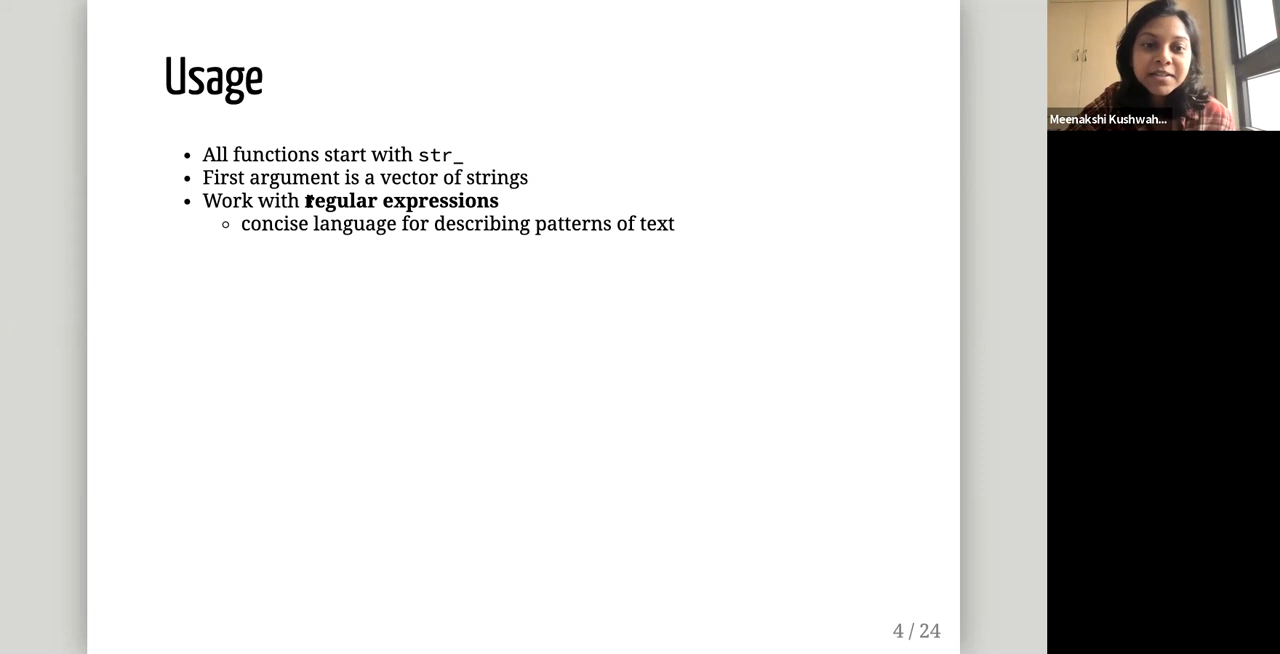 Usage
• All functions start with str_
• First argument is a vector of strings
• Work with regular expressions
◦ concise language for describing patterns of text
4 / 24
Meenakshi Kushwah...